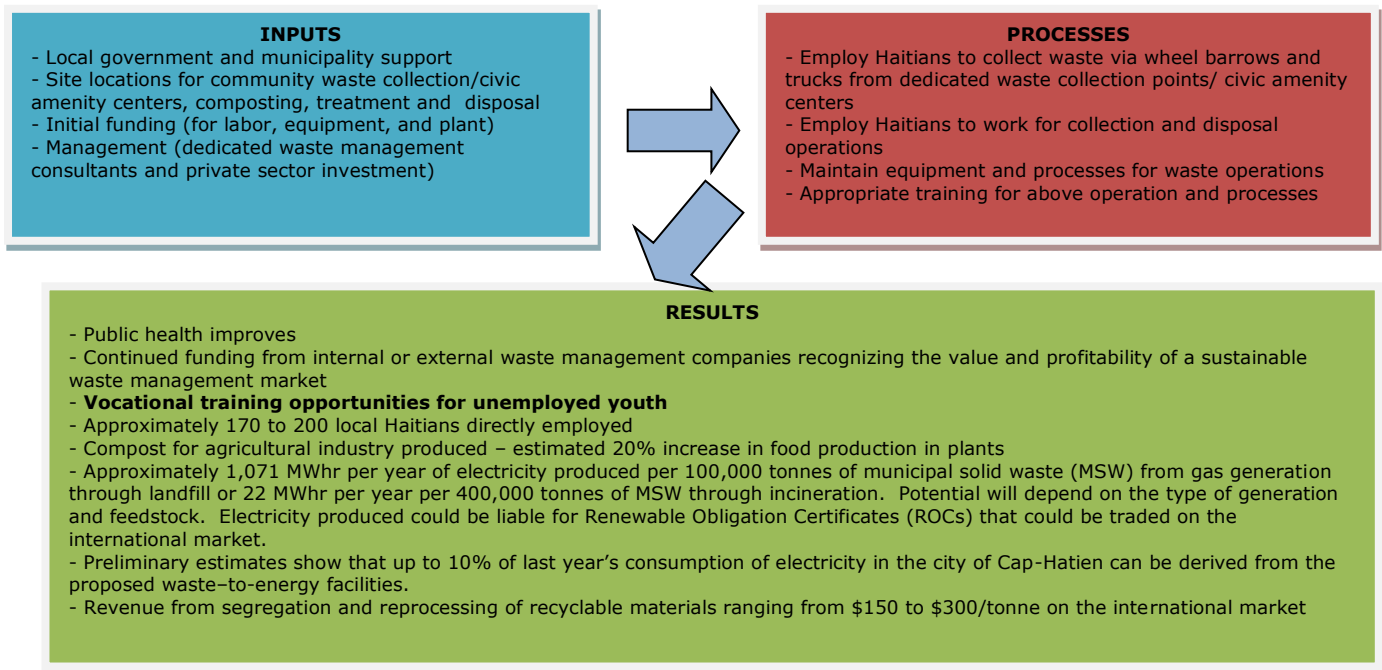 INPUTS
- Local government and municipality support
- Site locations for community waste collection/civic
amenity centers, composting, treatment and  disposal
- Initial funding (for labor, equipment, and plant)
- Management (dedicated waste management
consultants and private sector investment)
PROCESSES
- Employ Haitians to collect waste via wheel barrows and
trucks from dedicated waste collection points/ civic amenity
centers
- Employ Haitians to work for collection and disposal
operations
- Maintain equipment and processes for waste operations
- Appropriate training for above operation and processes
RESULTS
- Public health improves
- Continued funding from internal or external waste management companies recognizing the value and profitability of a sustainable
waste management market
- Vocational training opportunities for unemployed youth
- Approximately 170 to 200 local Haitians directly employed
- Compost for agricultural industry produced – estimated 20% increase in food production in plants
- Approximately 1,071 MWhr per year of electricity produced per 100,000 tonnes of municipal solid waste (MSW) from gas generation
through landfill or 22 MWhr per year per 400,000 tonnes of MSW through incineration.  Potential will depend on the type of generation
and feedstock.  Electricity produced could be liable for Renewable Obligation Certificates (ROCs) that could be traded on the
international market.
- Preliminary estimates show that up to 10% of last year’s consumption of electricity in the city of Cap-Hatien can be derived from the
proposed waste–to-energy facilities.
- Revenue from segregation and reprocessing of recyclable materials ranging from $150 to $300/tonne on the international market